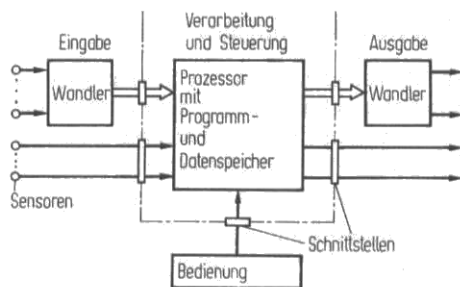 Verarbeitung
und Steuerung
Eingabe
Ausgabe
Wandler
Prozessor
mit
Programm-
und
Datenspeicher
Wandler
Sensoren
Schnittstellen
Bedienung